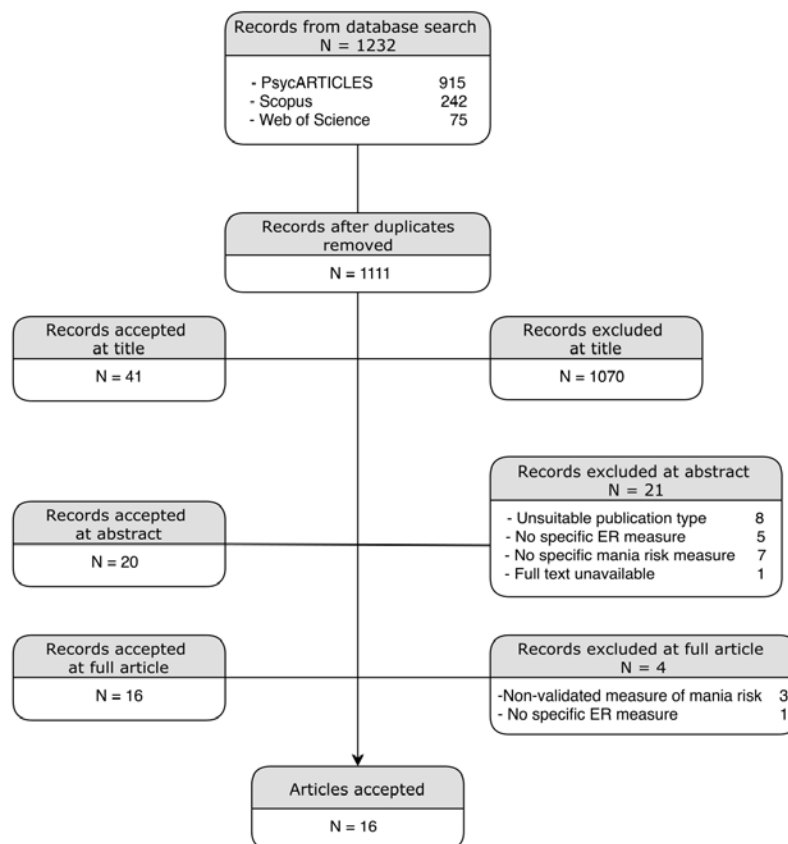 Records from database search
N = 1232
- PsycARTICLES 915
- Scopus 242
- Web of Science 75
Records after duplicates
removed
N = 1111
Records accepted
at title
N = 41
Records excluded
at title
N = 1070
Records accepted
at abstract
N = 20
Records excluded at abstract
N = 21
- Unsuitable publication type 8
- No specific ER measure 5
- No specific mania risk measure 7
- Full text unavailable 1
Records accepted
at full article
N = 16
Records excluded at full article
N = 4
-Non-validated measure of mania risk 3
- No specific ER measure 1
Articles accepted
N = 16